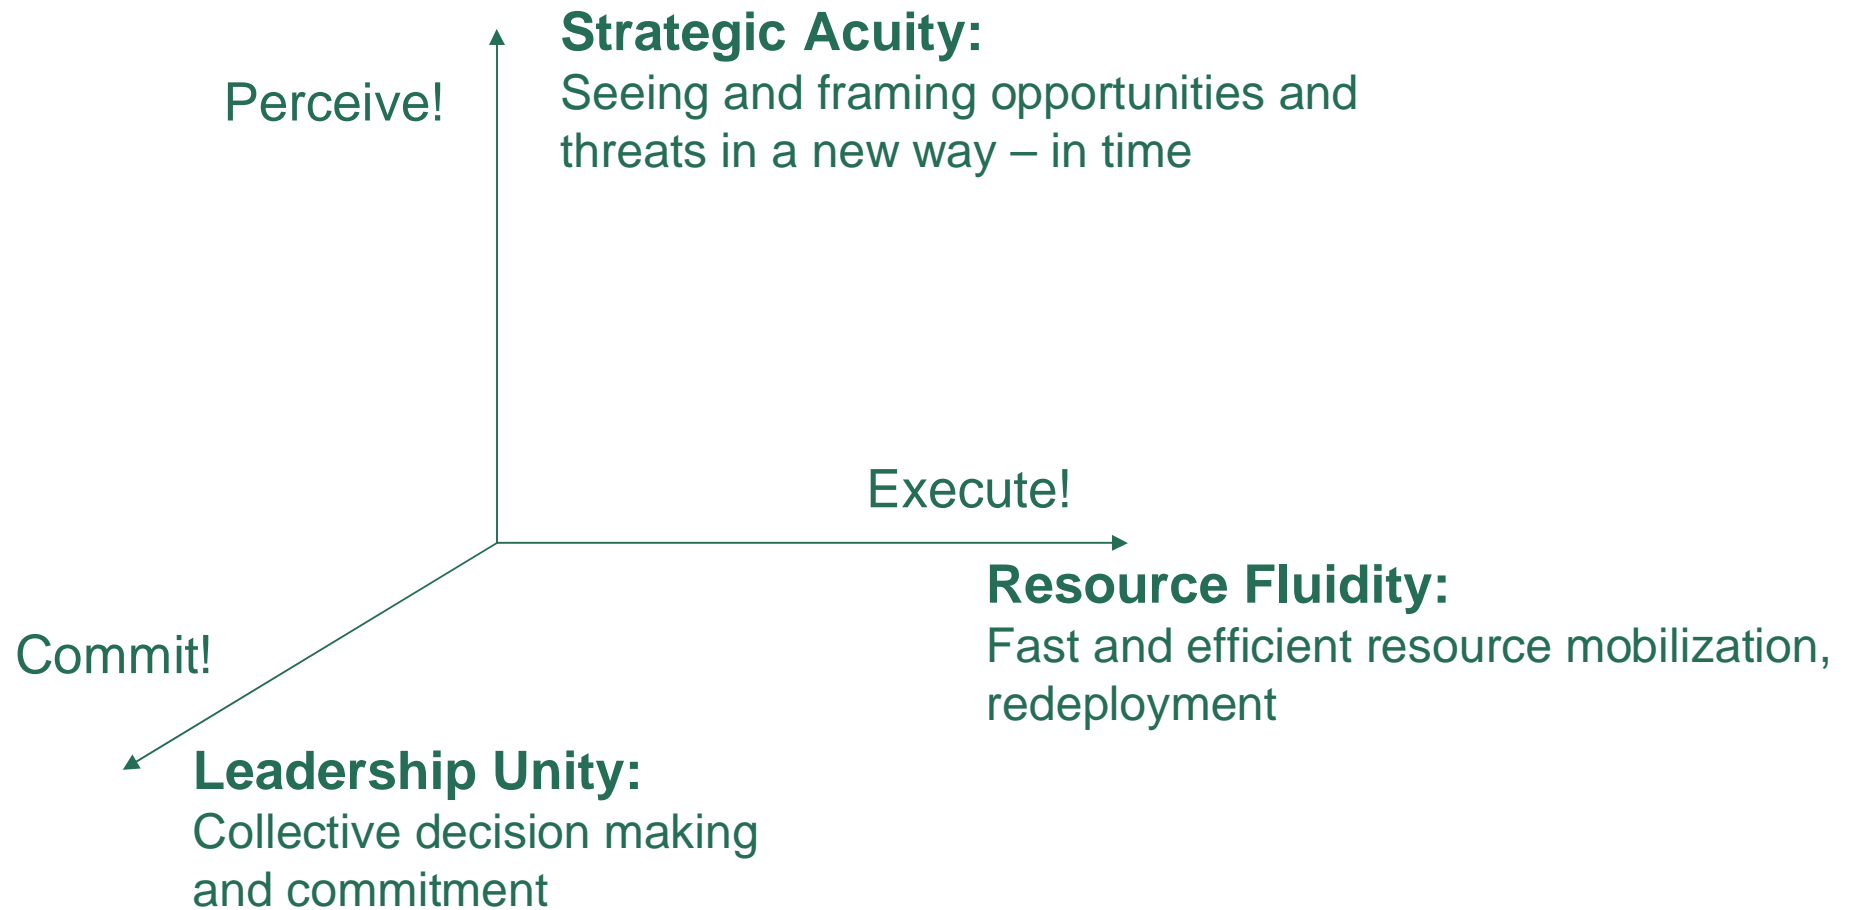 Strategic Acuity:
Perceive!
Seeing and framing opportunities and
threats in a new way – in time
Execute!
Resource Fluidity:
Fast and efficient resource mobilization,
redeployment
Commit!
Leadership Unity:
Collective decision making
and commitment